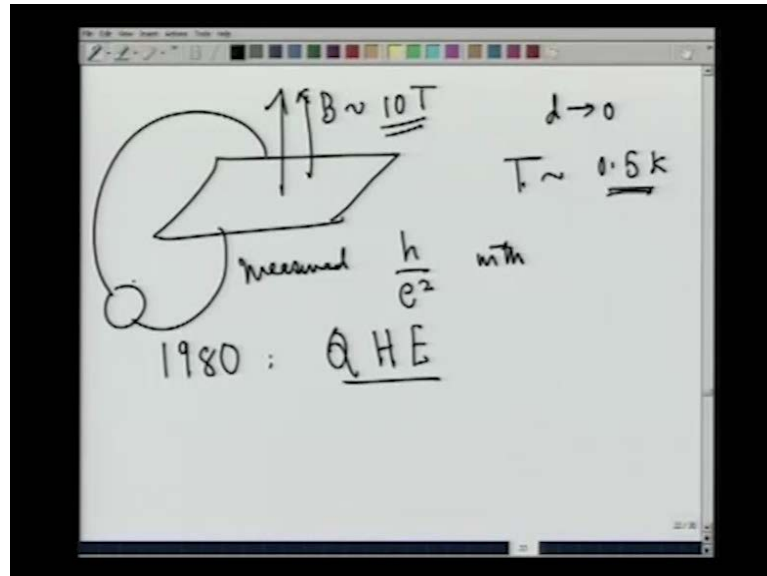 B ~ 10T
d → 0
T ~ 0.5 K
measured h/e² with
1980 : QHE